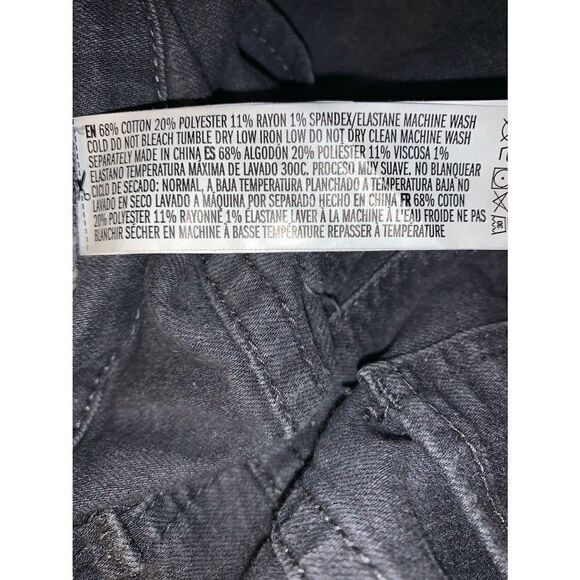 EN 68% COTTON 20% POLYESTER 11% RAYON 1% SPANDEX/ELASTANE MACHINE WASH
COLD DO NOT BLEACH TUMBLE DRY LOW IRON LOW DO NOT DRY CLEAN MACHINE WASH
SEPARATELY MADE IN CHINA ES 68% ALGODÓN 20% POLIÉSTER 11% VISCOSA 1%
ELASTANO TEMPERATURA MÁXIMA DE LAVADO 300C. PROCESO MUY SUAVE. NO BLANQUEAR
CICLO DE SECADO: NORMAL, A BAJA TEMPERATURA PLANCHADO A TEMPERATURA BAJA NO
LAVADO EN SECO LAVADO A MÁQUINA POR SEPARADO HECHO EN CHINA FR 68% COTON
20% POLYESTER 11% RAYONNE 1% ÉLASTANE LAVER À LA MACHINE À L'EAU FROIDE NE PAS
BLANCHIR SÉCHER EN MACHINE À BASSE TEMPÉRATURE REPASSER À TEMPÉRATURE